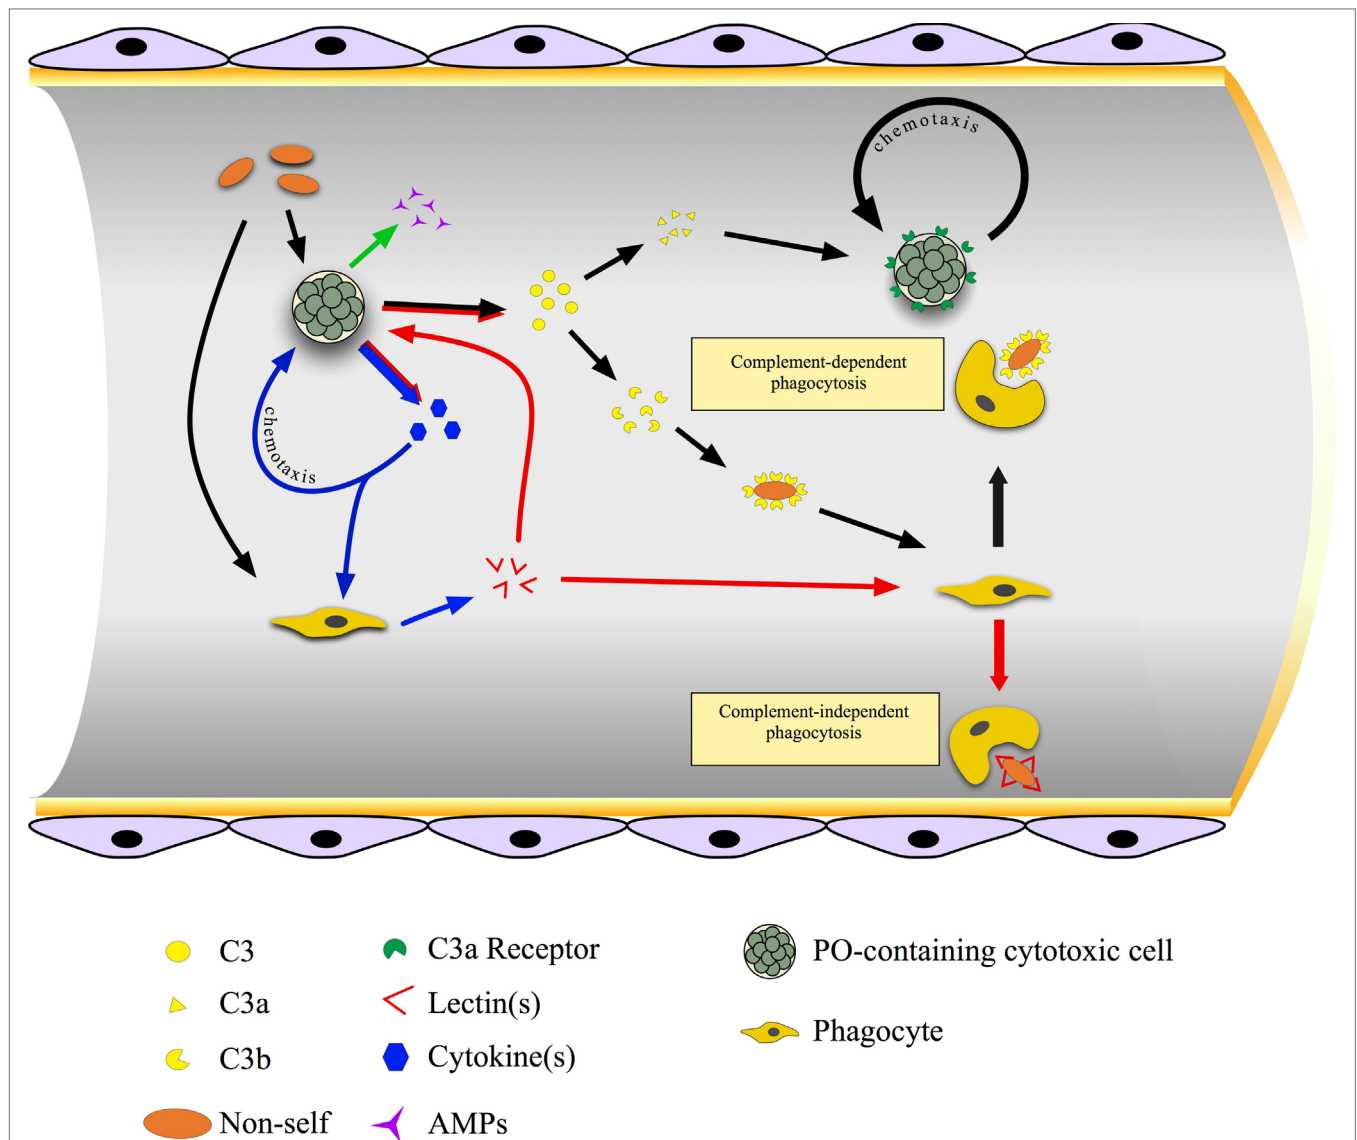 chemotaxis
Complement-dependent
phagocytosis
chemotaxis
Complement-independent
phagocytosis
C3
C3a
C3b
Non-self
C3a Receptor
Lectin(s)
Cytokine(s)
AMPs
PO-containing cytotoxic cell
Phagocyte